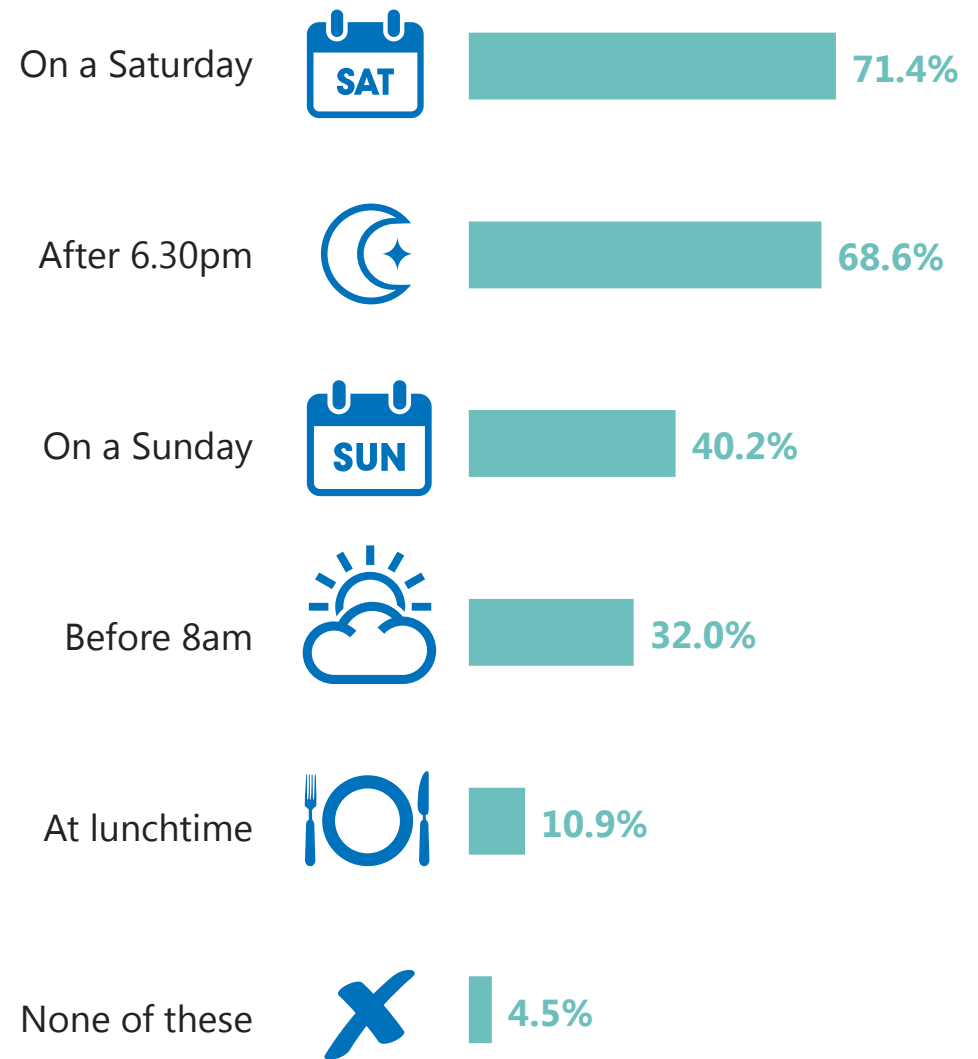 On a Saturday
SAT
71.4%
After 6.30pm
68.6%
On a Sunday
SUN
40.2%
Before 8am
32.0%
At lunchtime
10.9%
None of these
4.5%